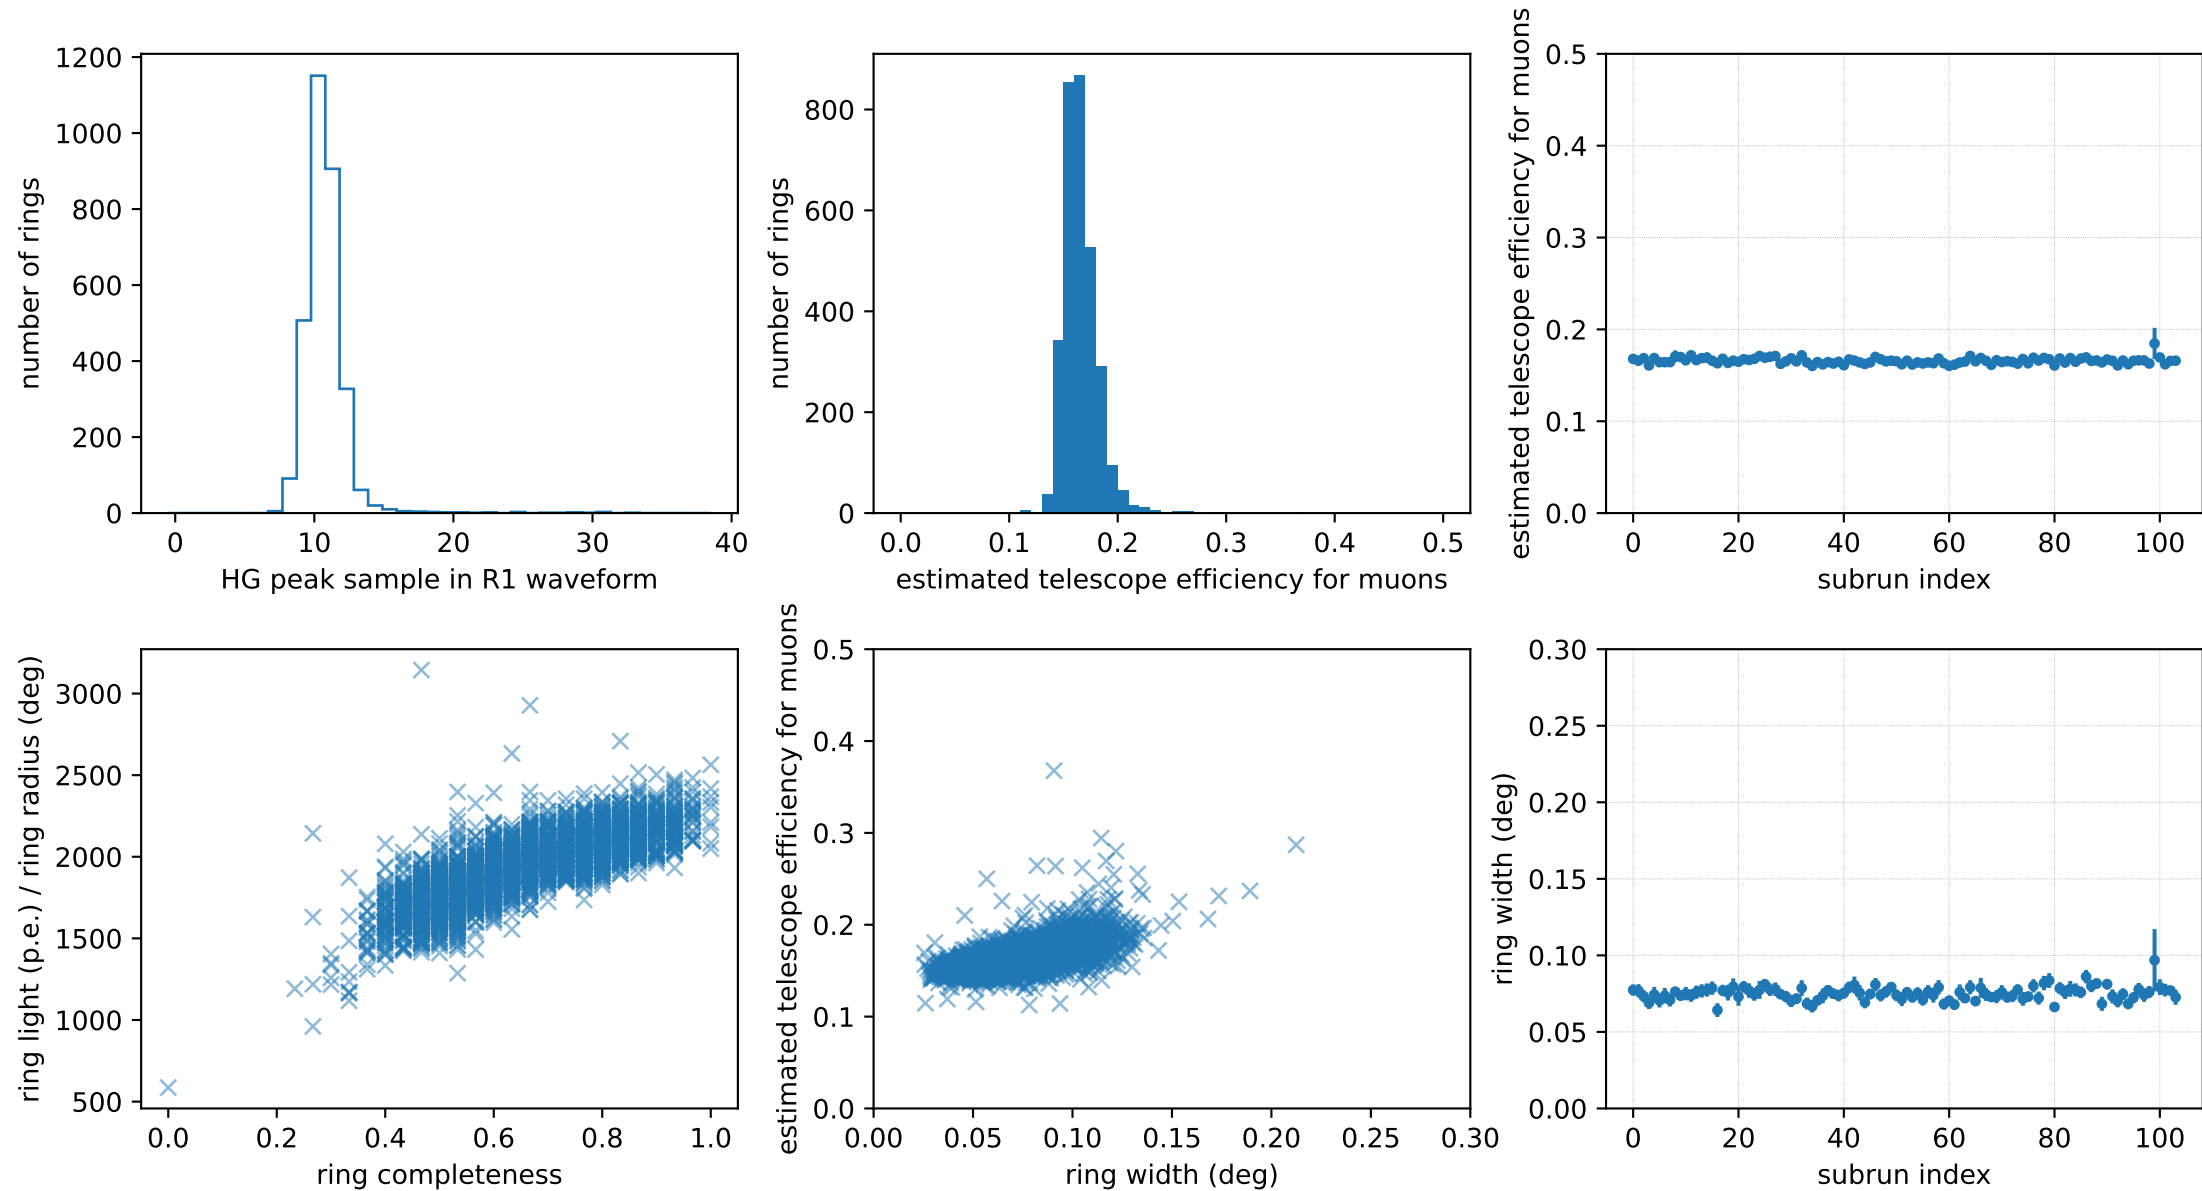 1200
1000
800
600
400
200
0
number of rings
0 10 20 30 40
HG peak sample in R1 waveform
800
600
400
200
0
number of rings
0.0 0.1 0.2 0.3 0.4 0.5
estimated telescope efficiency for muons
0.5
0.4
0.3
0.2
0.1
0.0
estimated telescope efficiency for muons
0 20 40 60 80 100
subrun index
3000
2500
2000
1500
1000
500
ring light (p.e.) / ring radius (deg)
0.0 0.2 0.4 0.6 0.8 1.0
ring completeness
0.5
0.4
0.3
0.2
0.1
0.0
estimated telescope efficiency for muons
0.00 0.05 0.10 0.15 0.20 0.25 0.30
ring width (deg)
0.30
0.25
0.20
0.15
0.10
0.05
0.00
ring width (deg)
0 20 40 60 80 100
subrun index